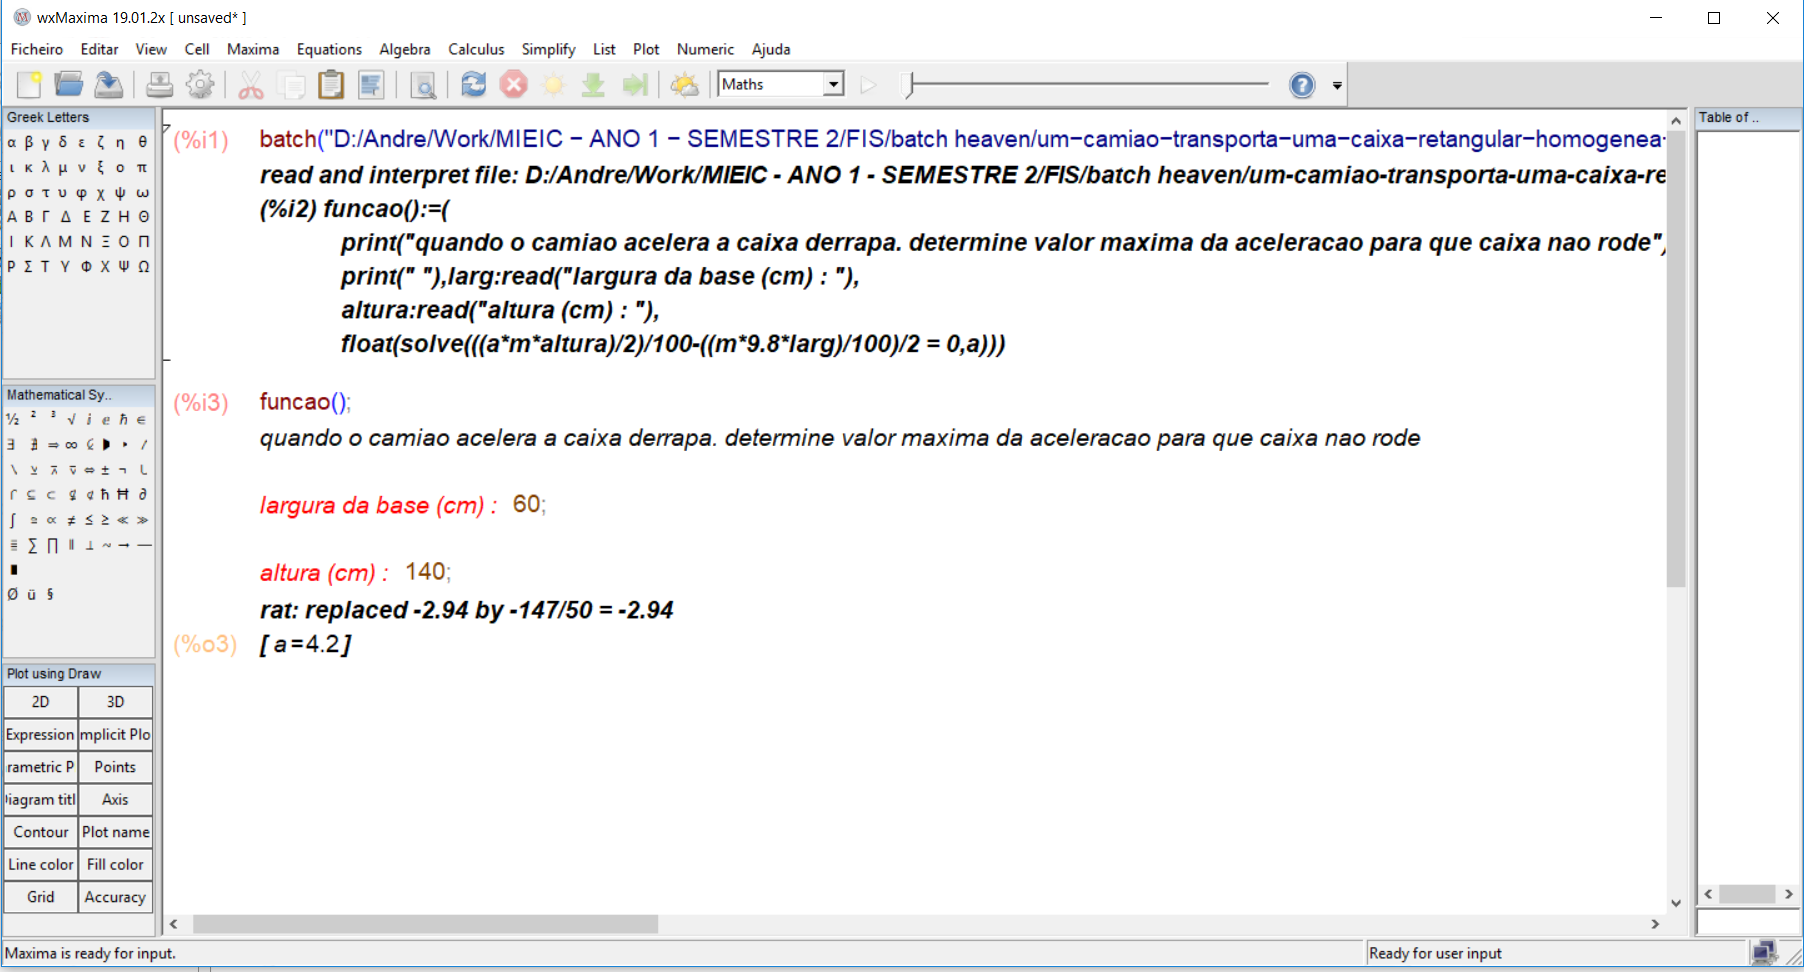 wxMaxima 19.01.2x [ unsaved* ]
Ficheiro Editar View Cell Maxima Equations Algebra Calculus Simplify List Plot Numeric Ajuda
Maths
Greek Letters
α β γ δ ε ζ η θ
ι κ λ μ ν ξ ο π
ρ σ τ υ φ χ ψ ω
Α Β Γ Δ Ε Ζ Η Θ
Ι Κ Λ Μ Ν Ξ Ο Π
Ρ Σ Τ Υ Φ Χ Ψ Ω
Mathematical Sy..
½ ² ³ √ ⅈ ⅇ ℏ ∈
Ø ü §
Plot using Draw
2D 3D
Expression mplicit Plo
rametric P Points
iagram titl Axis
Contour Plot name
Line color Fill color
Grid Accuracy
(%i1) batch("D:/Andre/Work/MIEIC − ANO 1 − SEMESTRE 2/FIS/batch heaven/um−camiao−transporta−uma−caixa−retangular−homogenea−
read and interpret file: D:/Andre/Work/MIEIC - ANO 1 - SEMESTRE 2/FIS/batch heaven/um-camiao-transporta-uma-caixa-re
(%i2) funcao():=(
print("quando o camiao acelera a caixa derrapa. determine valor maxima da aceleracao para que caixa nao rode"),
print(" "),larg:read("largura da base (cm) : "),
altura:read("altura (cm) : "),
float(solve(((a*m*altura)/2)/100-((m*9.8*larg)/100)/2 = 0,a)))
(%i3) funcao();
quando o camiao acelera a caixa derrapa. determine valor maxima da aceleracao para que caixa nao rode
largura da base (cm) : 60;
altura (cm) : 140;
rat: replaced -2.94 by -147/50 = -2.94
(%o3) [ a=4.2]
Table of ..
Maxima is ready for input.
Ready for user input